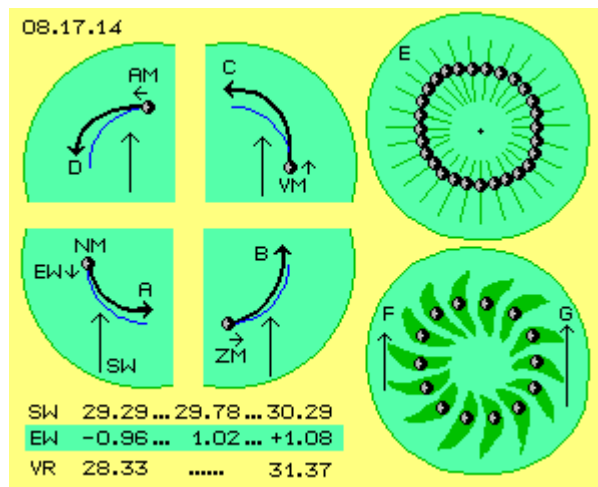 08.17.14
AM
D
C
VM
E
NM
EW
A
SW
B
ZM
F
G
SW 29.29...29.78...30.29
EW -0.96... 1.02... +1.08
VR 28.33 ...... 31.37